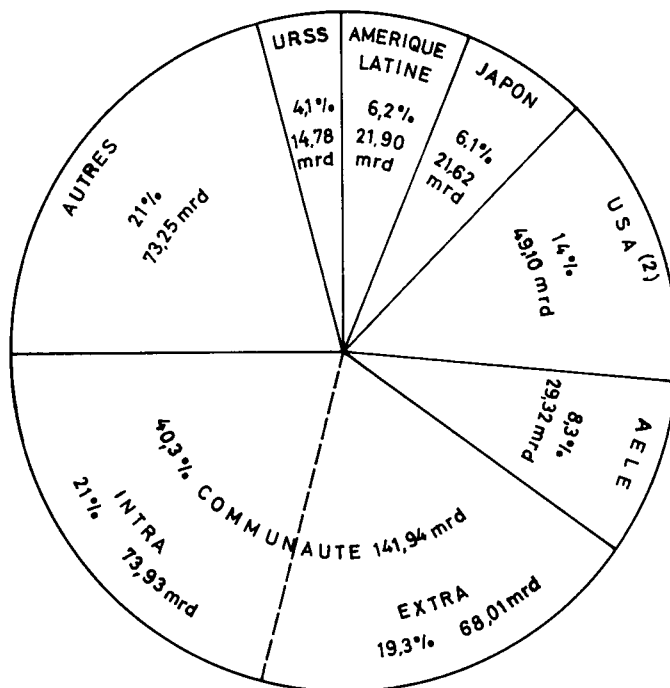 URSS
4,1%
14,78
mrd
AMERIQUE
LATINE
6,2%
21,90
mrd
JAPON
6,1%
21,62
mrd
USA (2)
14%
49,10 mrd
AELE
8,3%
29,32 mrd
40,3% COMMUNAUTE 141,94 mrd
EXTRA
19,3% 68,01 mrd
INTRA
21% 73,93 mrd
AUTRES
21%
73,25 mrd